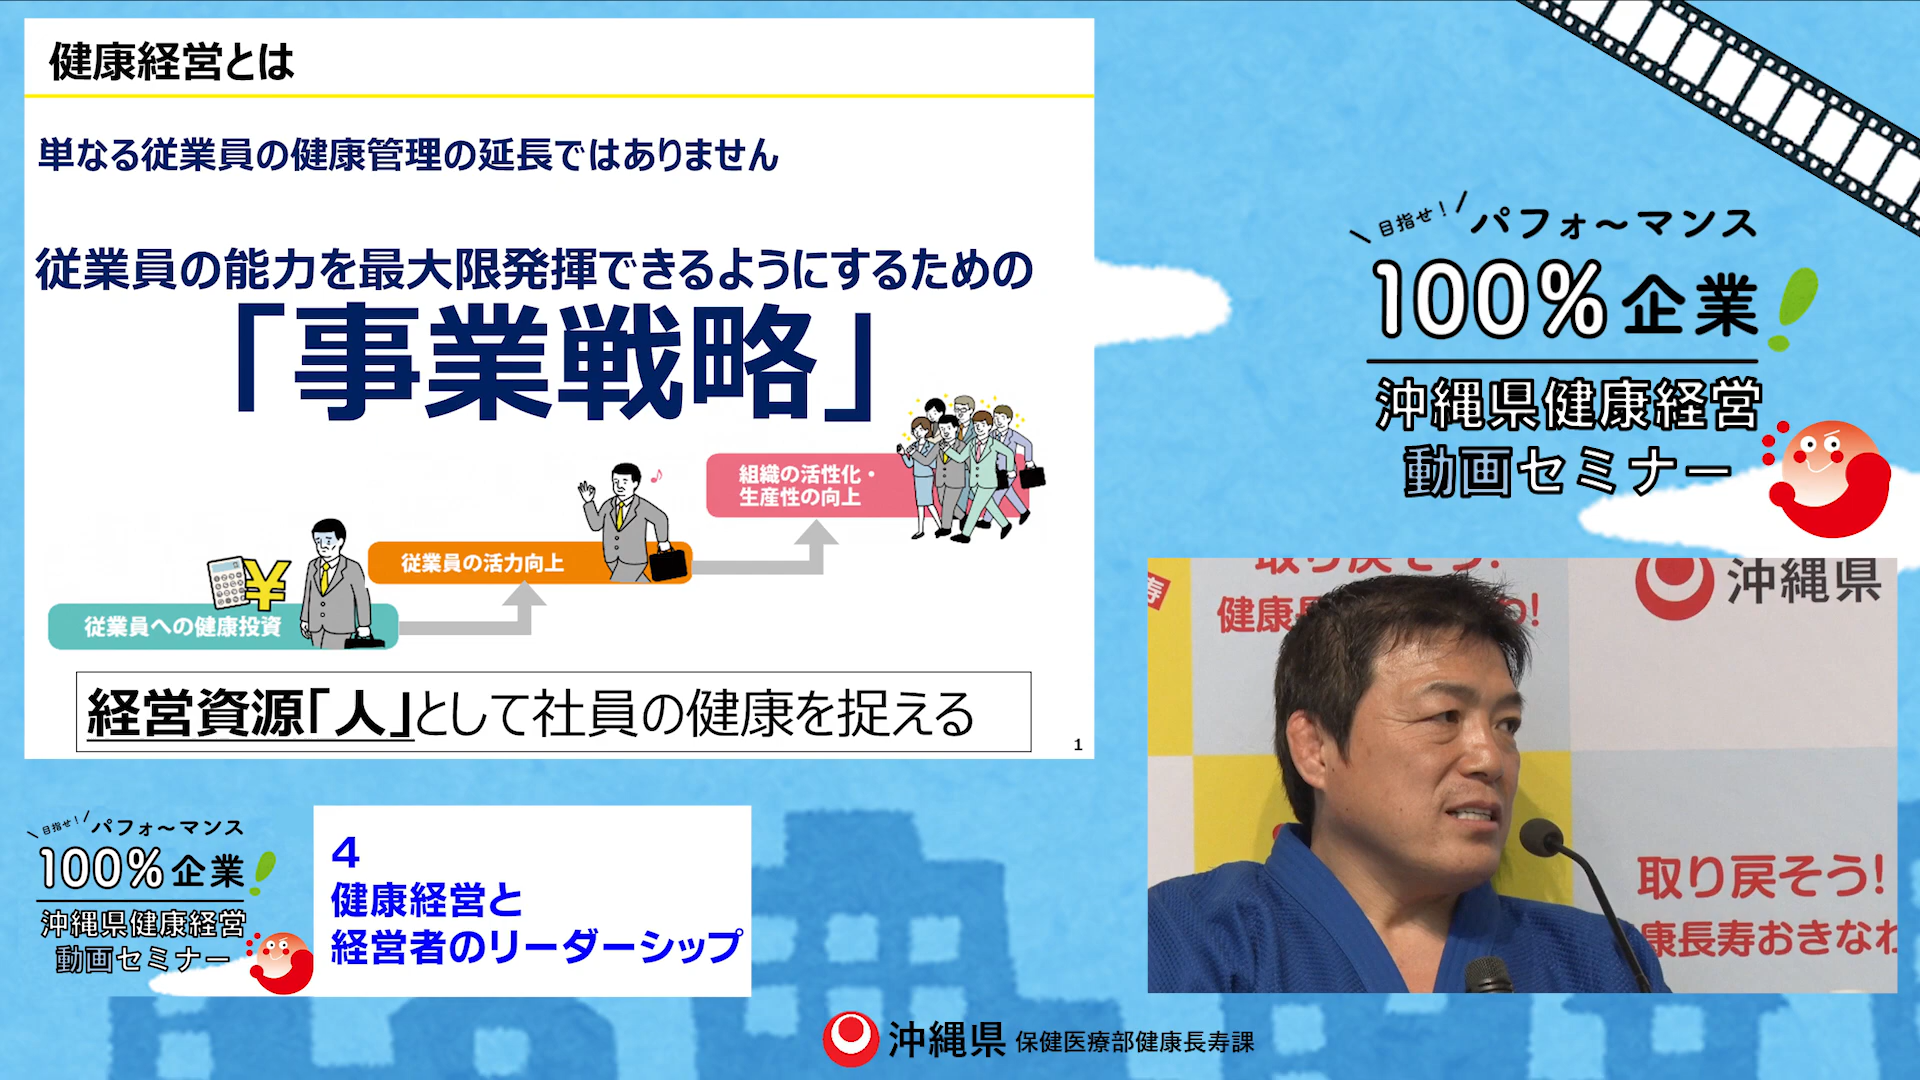 健康経営とは
単なる従業員の健康管理の延長ではありません
従業員の能力を最大限発揮できるようにするための
「事業戦略」
組織の活性化・
生産性の向上
従業員の活力向上
従業員への健康投資
経営資源「人」として社員の健康を捉える
1
目指せ!
パフォ〜マンス
100%企業
沖縄県健康経営
動画セミナー
取り戻そう!
沖縄県
健康
わ!
寿
取り戻そう!
康長寿おきなわ
目指せ!
パフォ〜マンス
100%企業
沖縄県健康経営
動画セミナー
4
健康経営と
経営者のリーダーシップ
沖縄県 保健医療部健康長寿課